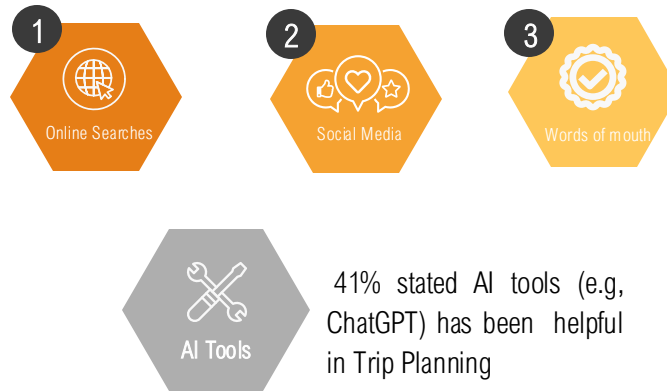 1
2
3
Online Searches
Social Media
Words of mouth
AI Tools
41% stated AI tools (e.g,
ChatGPT) has been helpful
in Trip Planning